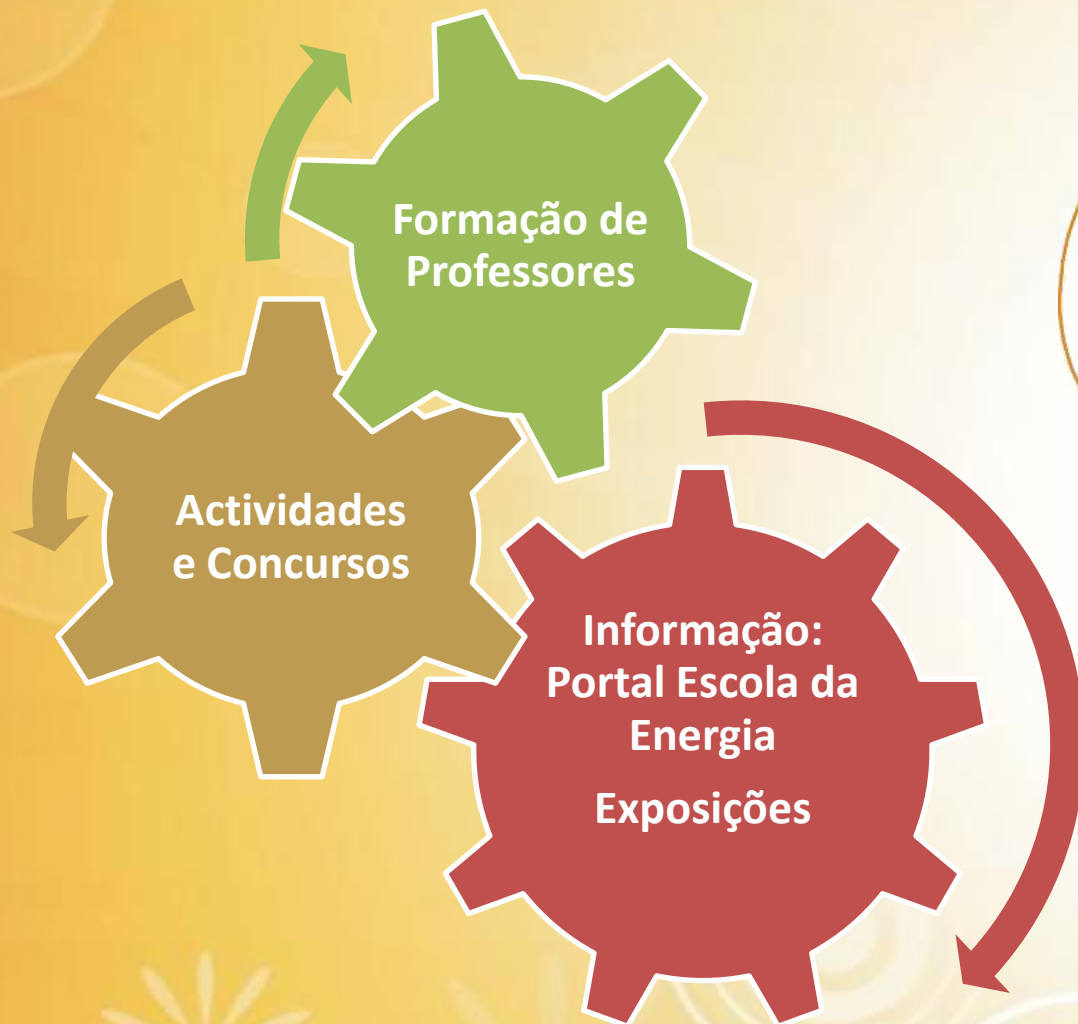 Formação de
Professores
Actividades
e Concursos
Informação:
Portal Escola da
Energia
Exposições